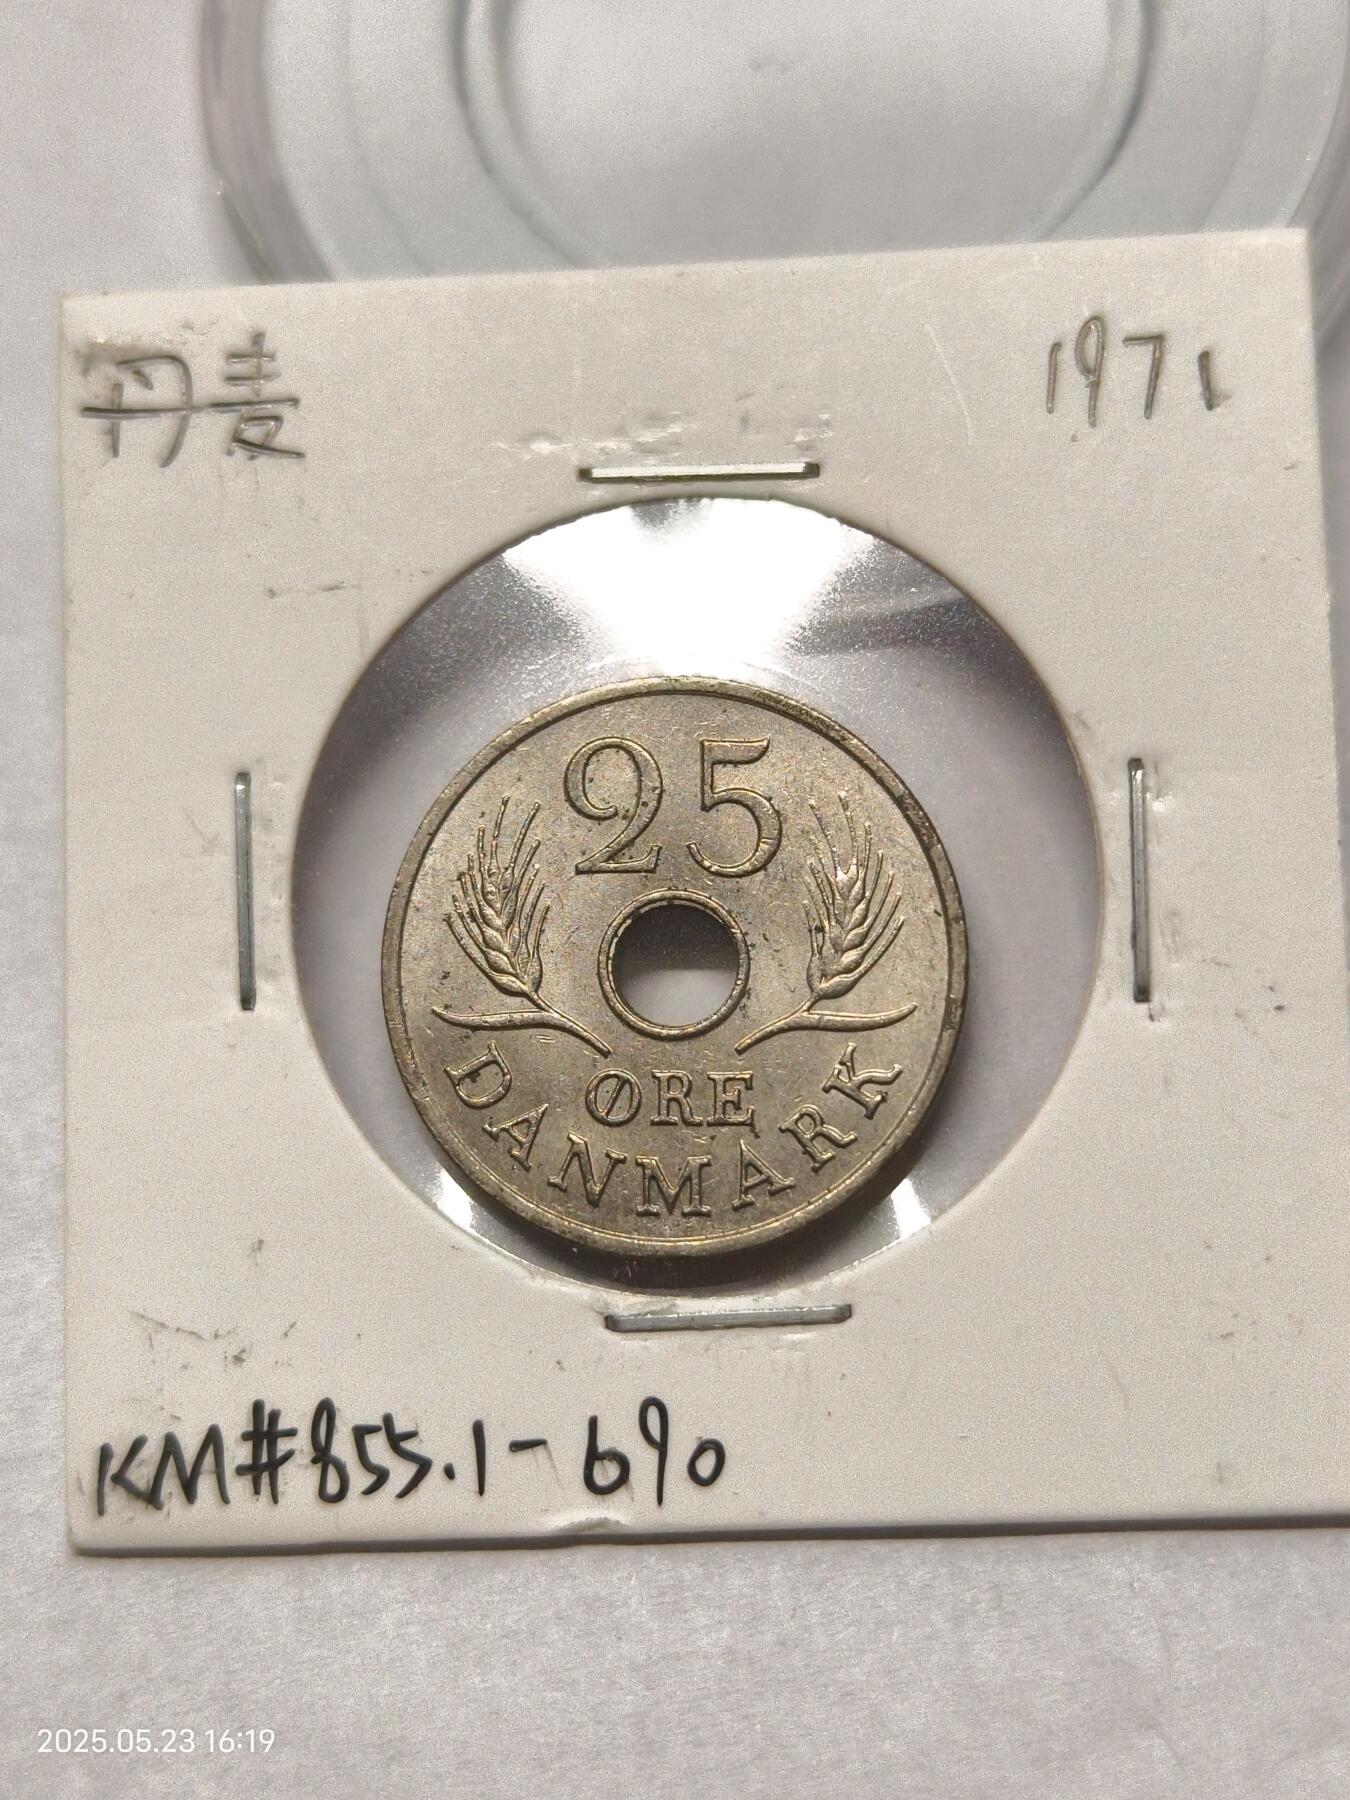 丹麦
1971
25
ØRE
DANMARK
KM#855.1-690
2025.05.23 16:19